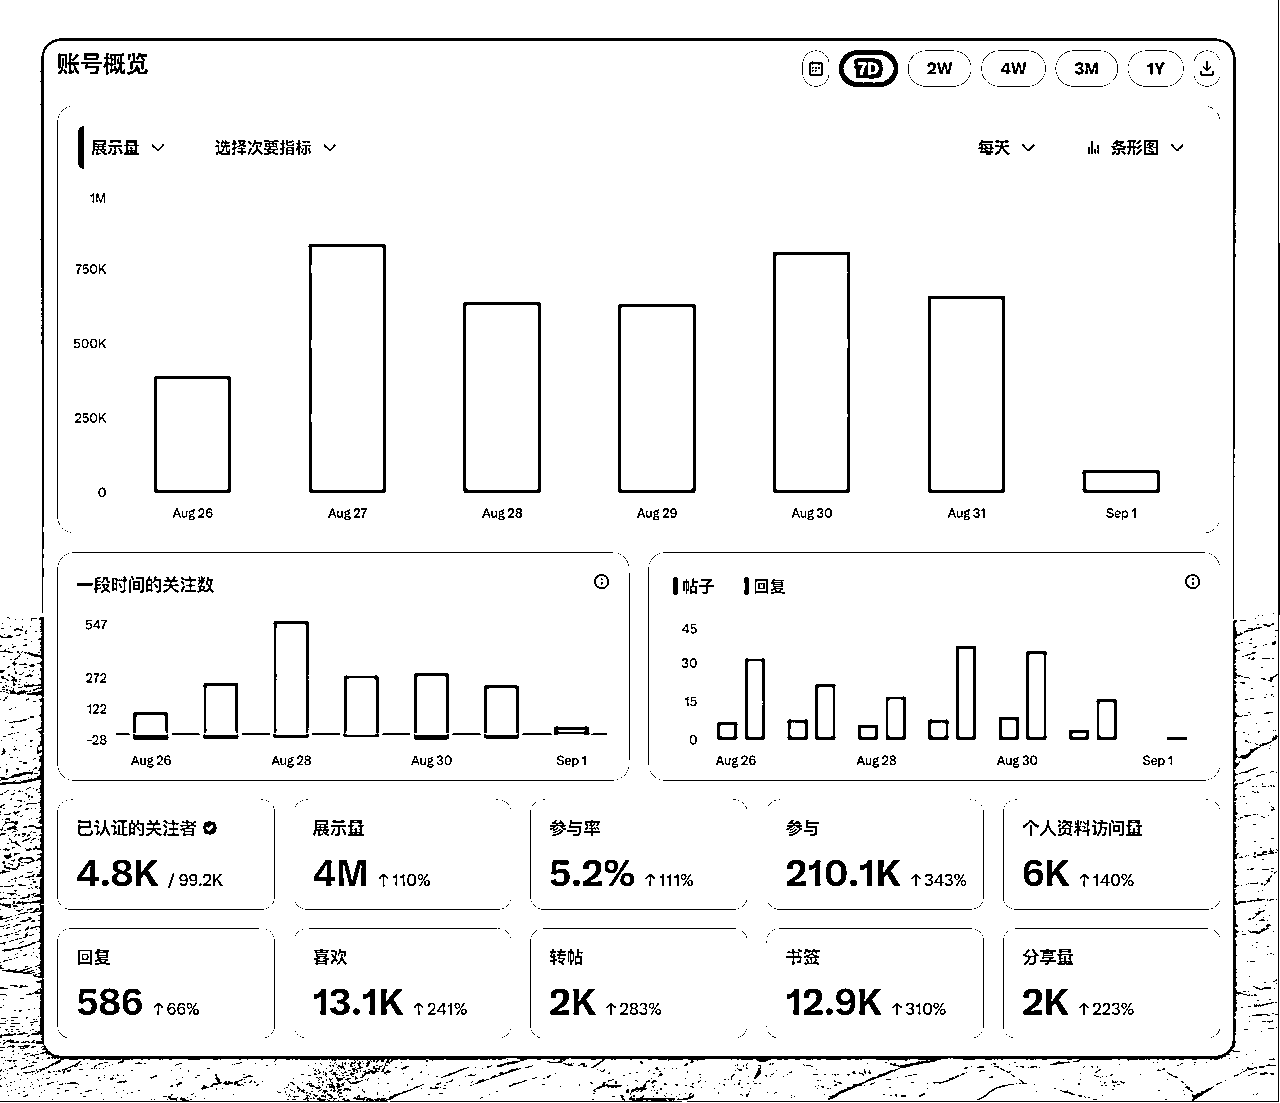 账号概览
7D 2W 4W 3M 1Y
展示量 选择次要指标 每天 条形图
1M
750K
500K
250K
0
Aug 26 Aug 27 Aug 28 Aug 29 Aug 30 Aug 31 Sep 1
一段时间的关注数
547
272
122
-28
Aug 26 Aug 28 Aug 30 Sep 1
帖子 回复
45
30
15
0
Aug 26 Aug 28 Aug 30 Sep 1
已认证的关注者
4.8K / 99.2K
展示量
4M ↑110%
参与率
5.2% ↑111%
参与
210.1K ↑343%
个人资料访问量
6K ↑140%
回复
586 ↑66%
喜欢
13.1K ↑241%
转帖
2K ↑283%
书签
12.9K ↑310%
分享量
2K ↑223%